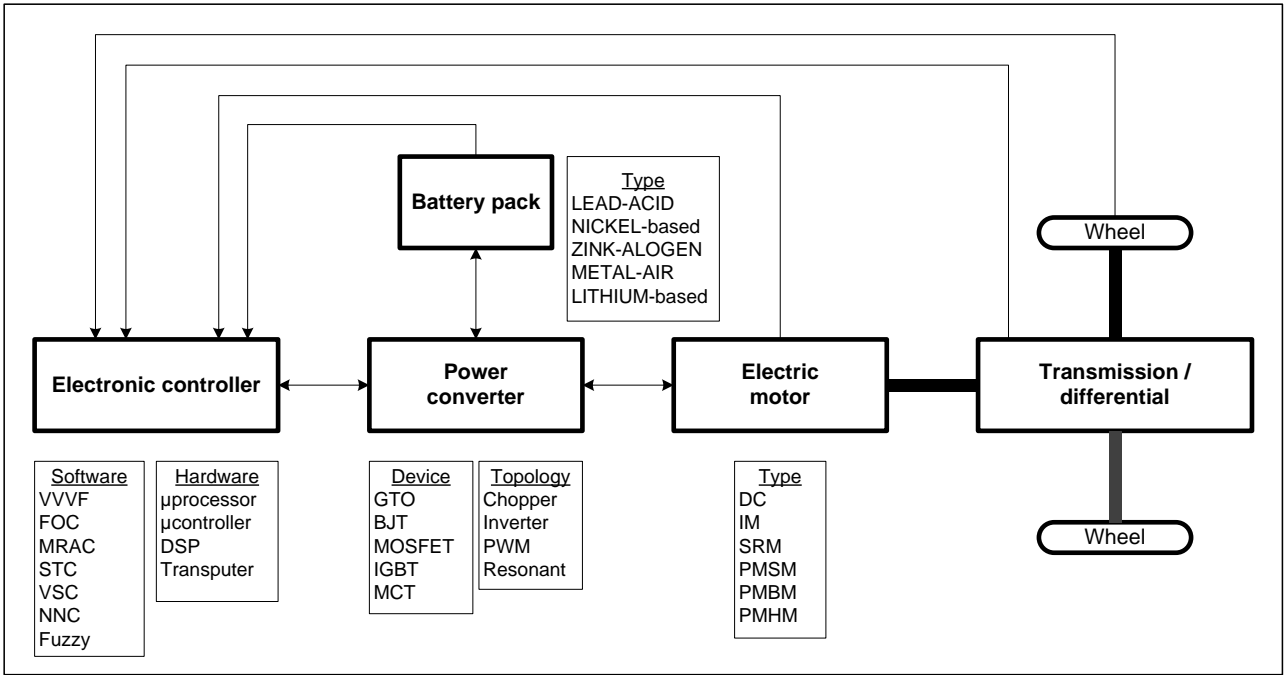 Battery pack
Type
LEAD-ACID
NICKEL-based
ZINK-ALOGEN
METAL-AIR
LITHIUM-based
Wheel
Electronic controller
Power
converter
Electric
motor
Transmission /
differential
Wheel
Software
VVVF
FOC
MRAC
STC
VSC
NNC
Fuzzy
Hardware
µprocessor
µcontroller
DSP
Transputer
Device
GTO
BJT
MOSFET
IGBT
MCT
Topology
Chopper
Inverter
PWM
Resonant
Type
DC
IM
SRM
PMSM
PMBM
PMHM